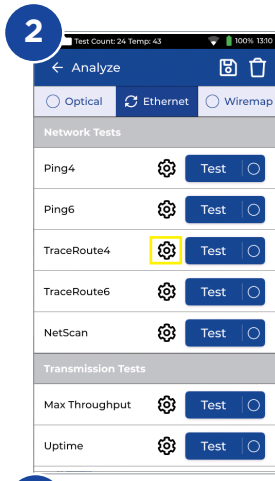 2
Test Count: 24 Temp: 43 100% 13:10
Analyze
Optical Ethernet Wiremap
Network Tests
Ping4 Test
Ping6 Test
TraceRoute4 Test
TraceRoute6 Test
NetScan Test
Transmission Tests
Max Throughput Test
Uptime Test